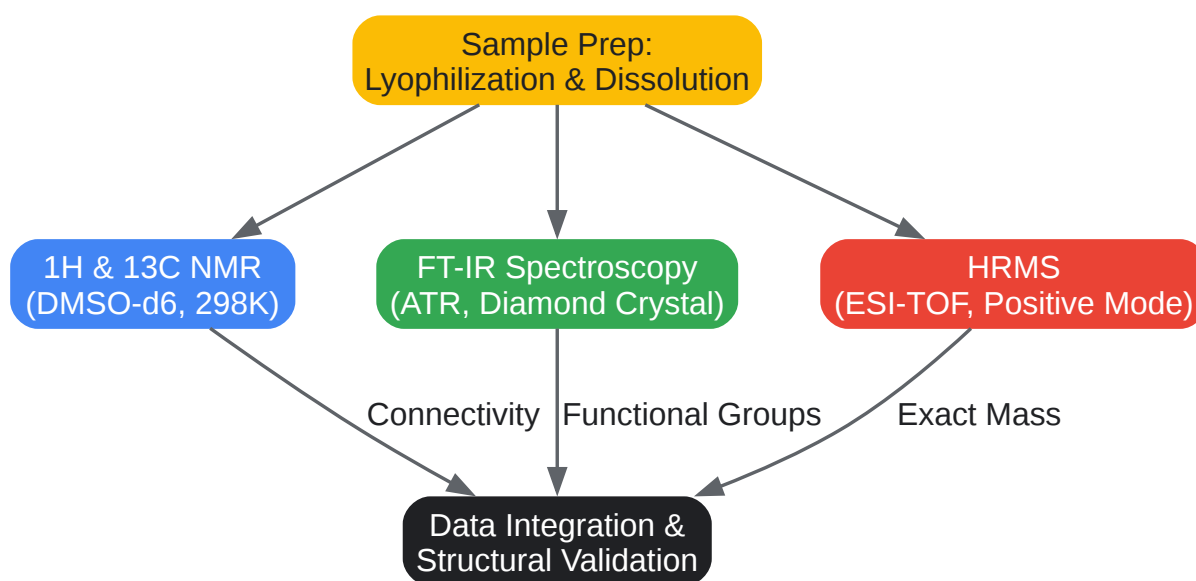 Sample Prep:
Lyophilization & Dissolution
1H & 13C NMR
(DMSO-d6, 298K)
FT-IR Spectroscopy
(ATR, Diamond Crystal)
HRMS
(ESI-TOF, Positive Mode)
Connectivity
Functional Groups
Exact Mass
Data Integration &
Structural Validation